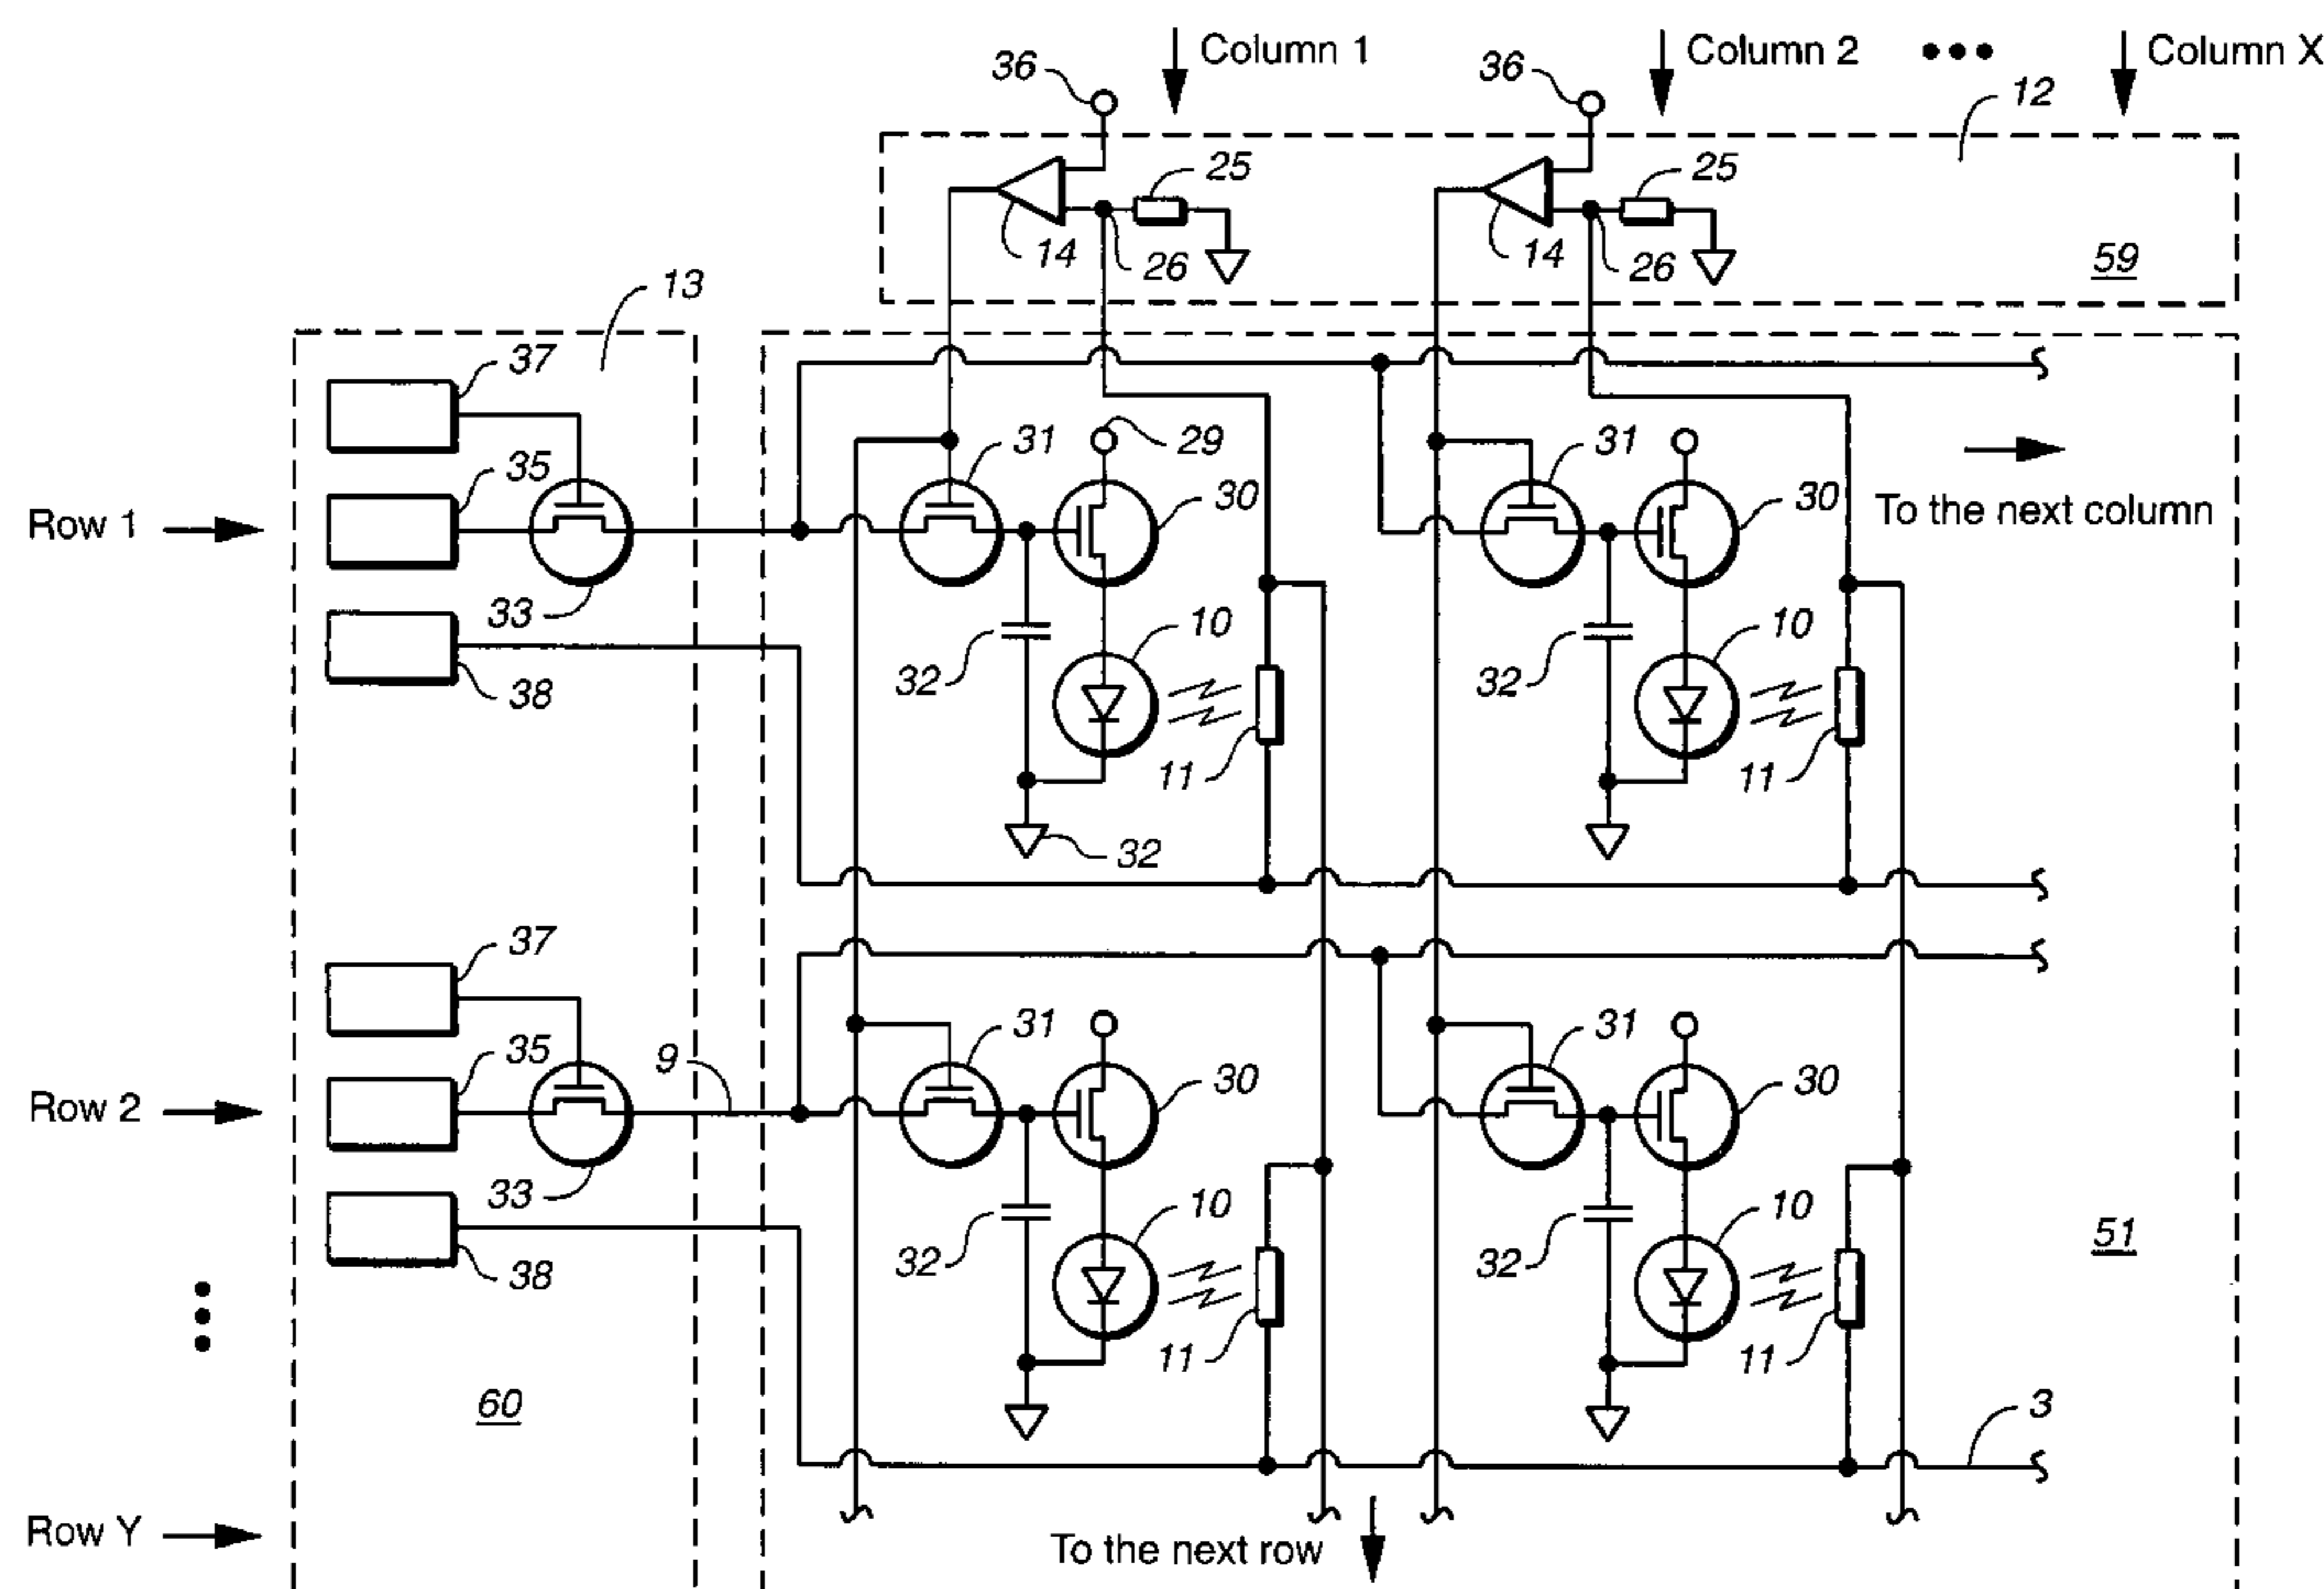 36 Column 1 36 Column 2 ••• Column X
12
25 25
14 26 14 26 59
13
37
35 31 29 31
Row 1 30 30 To the next column
33
10 10
32 32
38
11 11
32
37
35 9 31 31
Row 2 30 30
33
10 10
32 32 51
38
11 11
60 3
Row Y To the next row